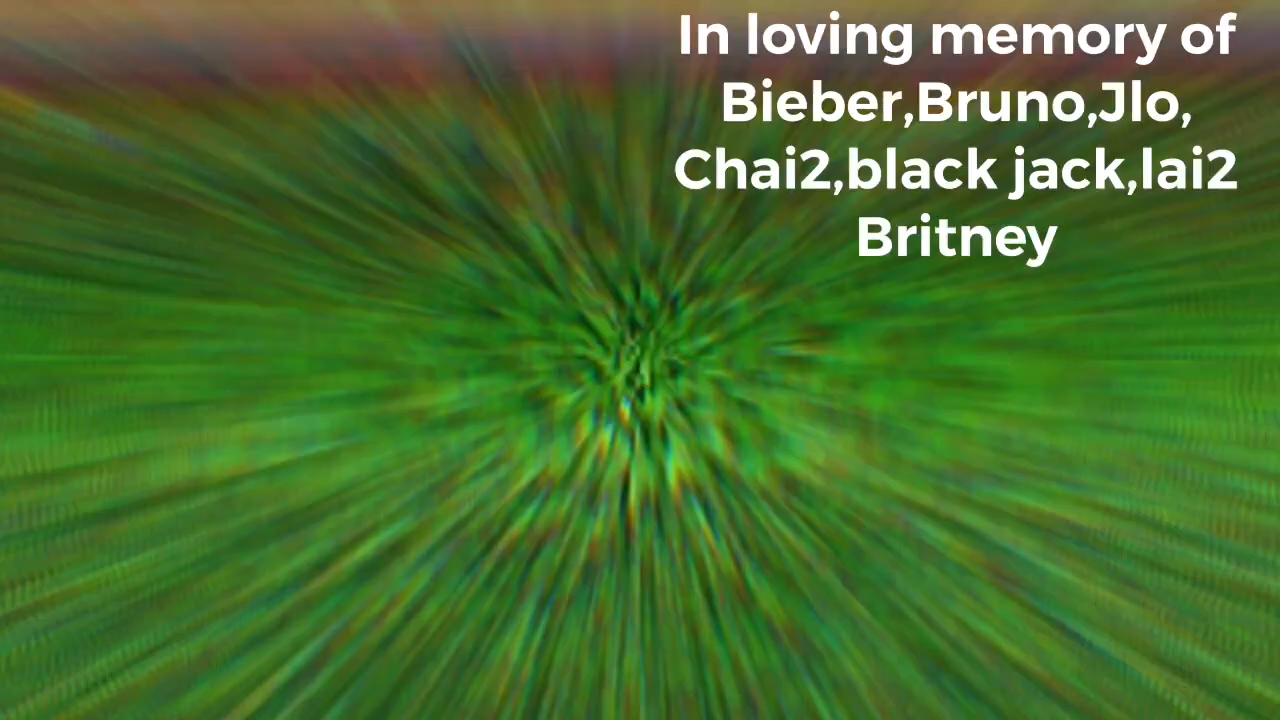 In loving memory of
Bieber,Bruno,Jlo,
Chai2,black jack,lai2
Britney